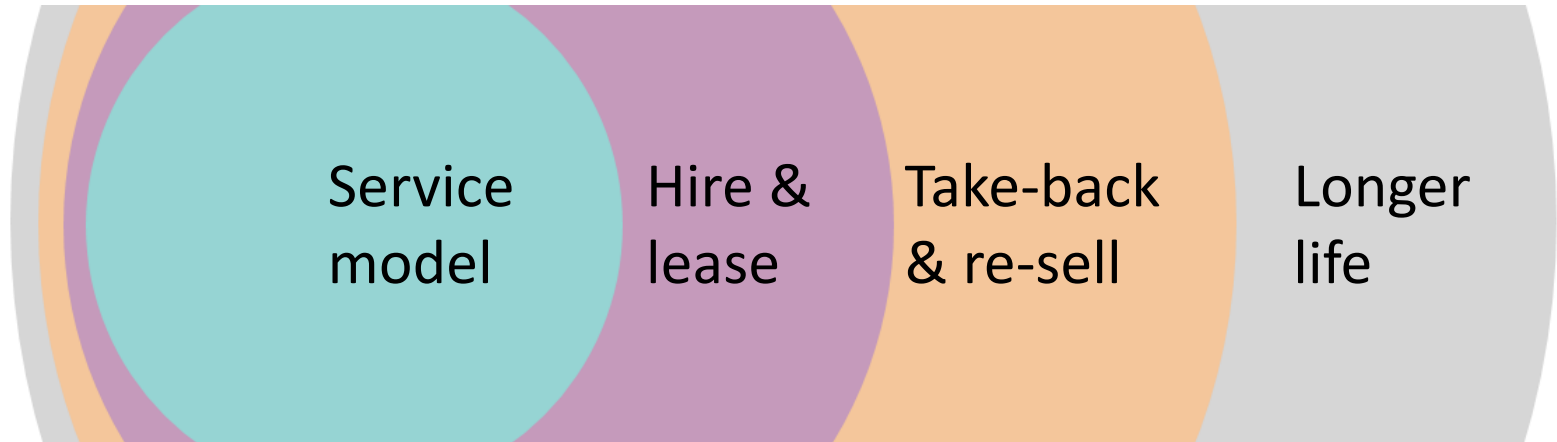 Service
model
Hire &
lease
Take-back
& re-sell
Longer
life